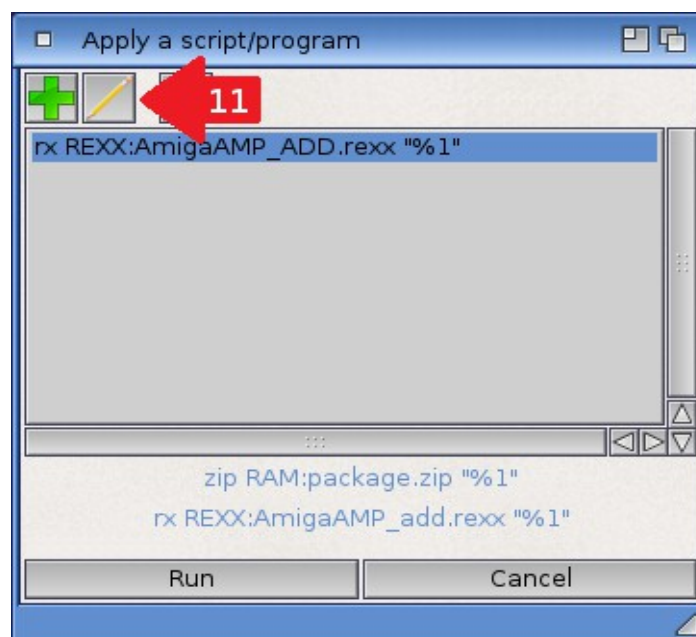 Apply a script/program
11
rx REXX:AmigaAMP_ADD.rexx "%1"
zip RAM:package.zip "%1"
rx REXX:AmigaAMP_add.rexx "%1"
Run
Cancel